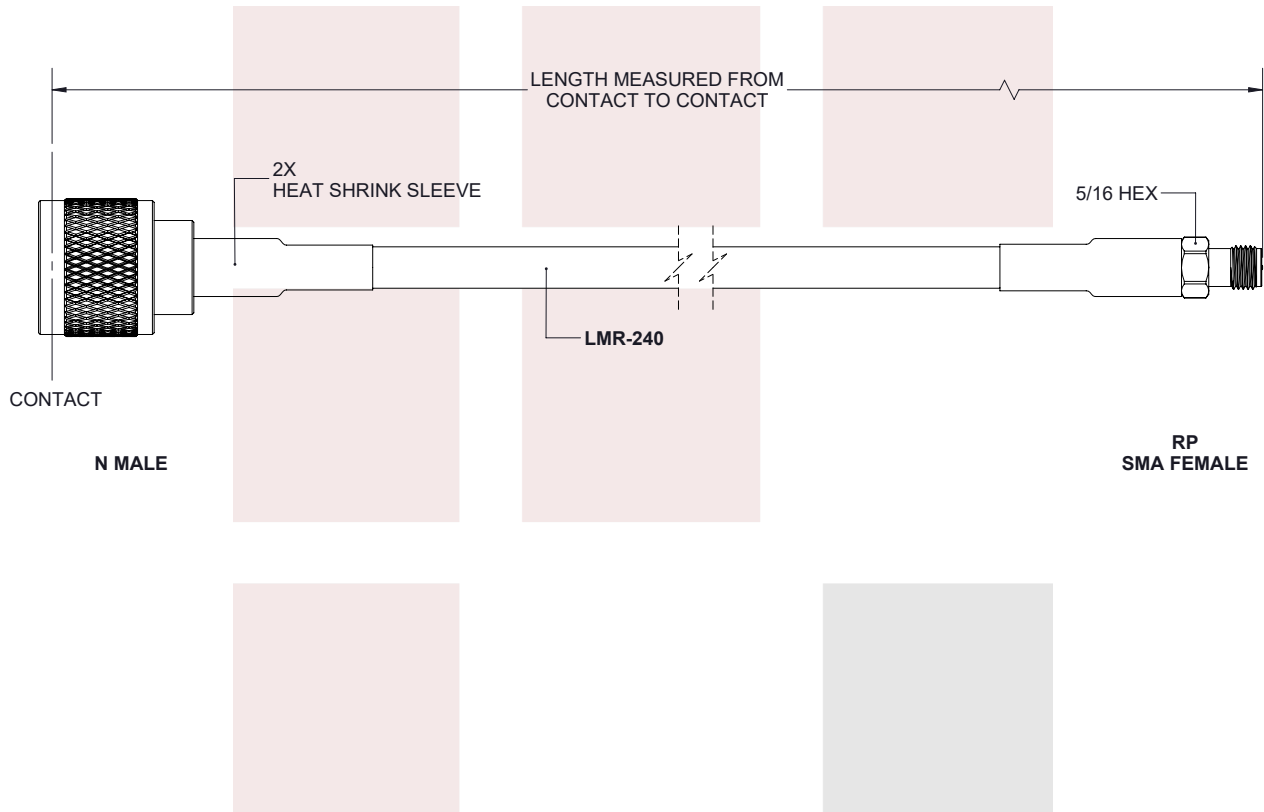 LENGTH MEASURED FROM
CONTACT TO CONTACT
2X
HEAT SHRINK SLEEVE
5/16 HEX
LMR-240
CONTACT
N MALE
RP
SMA FEMALE